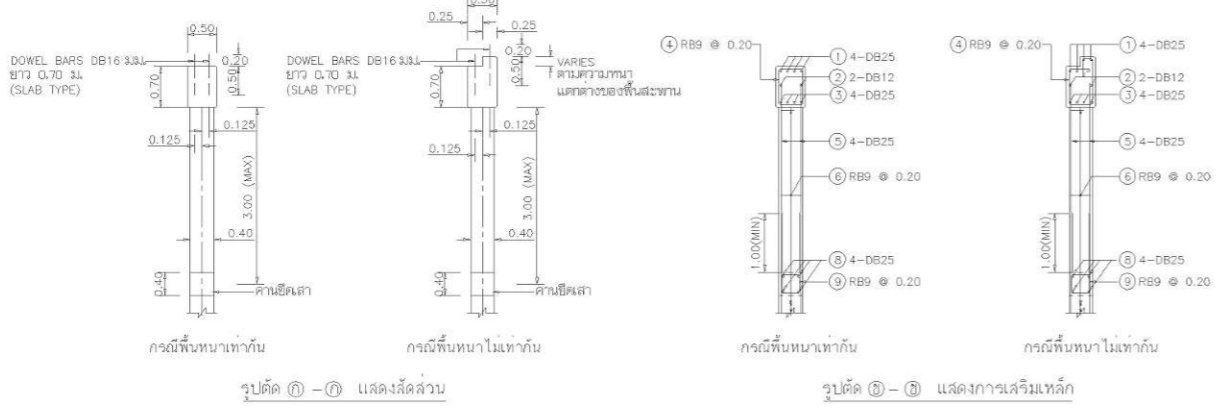 0.50
DOWEL BARS DB16 ม.ม.
ยาว 0.70 ม.
(SLAB TYPE)
0.20
0.50
0.70
0.125
0.125
3.00 (MAX)
0.40
0.40
คานยึดเสา
กรณีพื้นหนาเท่ากัน
0.25
0.25
DOWEL BARS DB16 ม.ม.
ยาว 0.70 ม.
(SLAB TYPE)
0.20
0.50
VARIES
ตามความหนา
แตกต่างของพื้นสะพาน
0.70
0.125
0.125
3.00 (MAX)
0.40
0.40
คานยึดเสา
กรณีพื้นหนาไม่เท่ากัน
รูปตัด ก - ก แสดงสัดส่วน
4 RB9 @ 0.20
1 4-DB25
2 2-DB12
3 4-DB25
5 4-DB25
6 RB9 @ 0.20
1.00(MIN)
8 4-DB25
9 RB9 @ 0.20
กรณีพื้นหนาเท่ากัน
4 RB9 @ 0.20
1 4-DB25
2 2-DB12
3 4-DB25
5 4-DB25
6 RB9 @ 0.20
1.00(MIN)
8 4-DB25
9 RB9 @ 0.20
กรณีพื้นหนาไม่เท่ากัน
รูปตัด ข - ข แสดงการเสริมเหล็ก